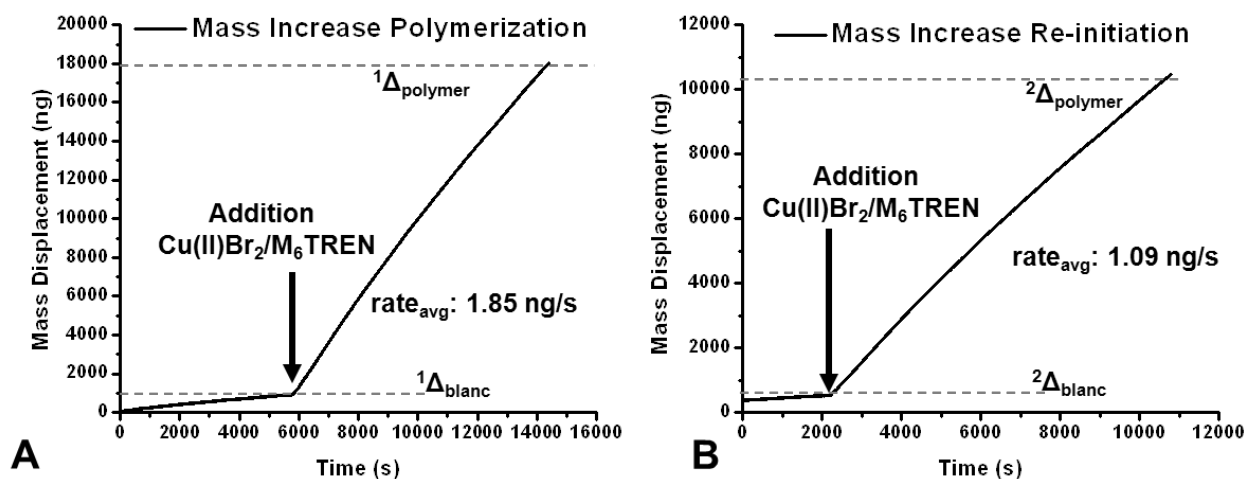 Mass Increase Polymerization
20000
18000
16000
14000
12000
10000
8000
6000
4000
2000
0
Mass Displacement (ng)
¹Δpolymer
Addition
Cu(II)Br₂/M₆TREN
rateavg: 1.85 ng/s
¹Δblanc
0 2000 4000 6000 8000 10000 12000 14000 16000
Time (s)
A
Mass Increase Re-initiation
12000
10000
8000
6000
4000
2000
0
Mass Displacement (ng)
²Δpolymer
Addition
Cu(II)Br₂/M₆TREN
rateavg: 1.09 ng/s
²Δblanc
0 2000 4000 6000 8000 10000 12000
Time (s)
B